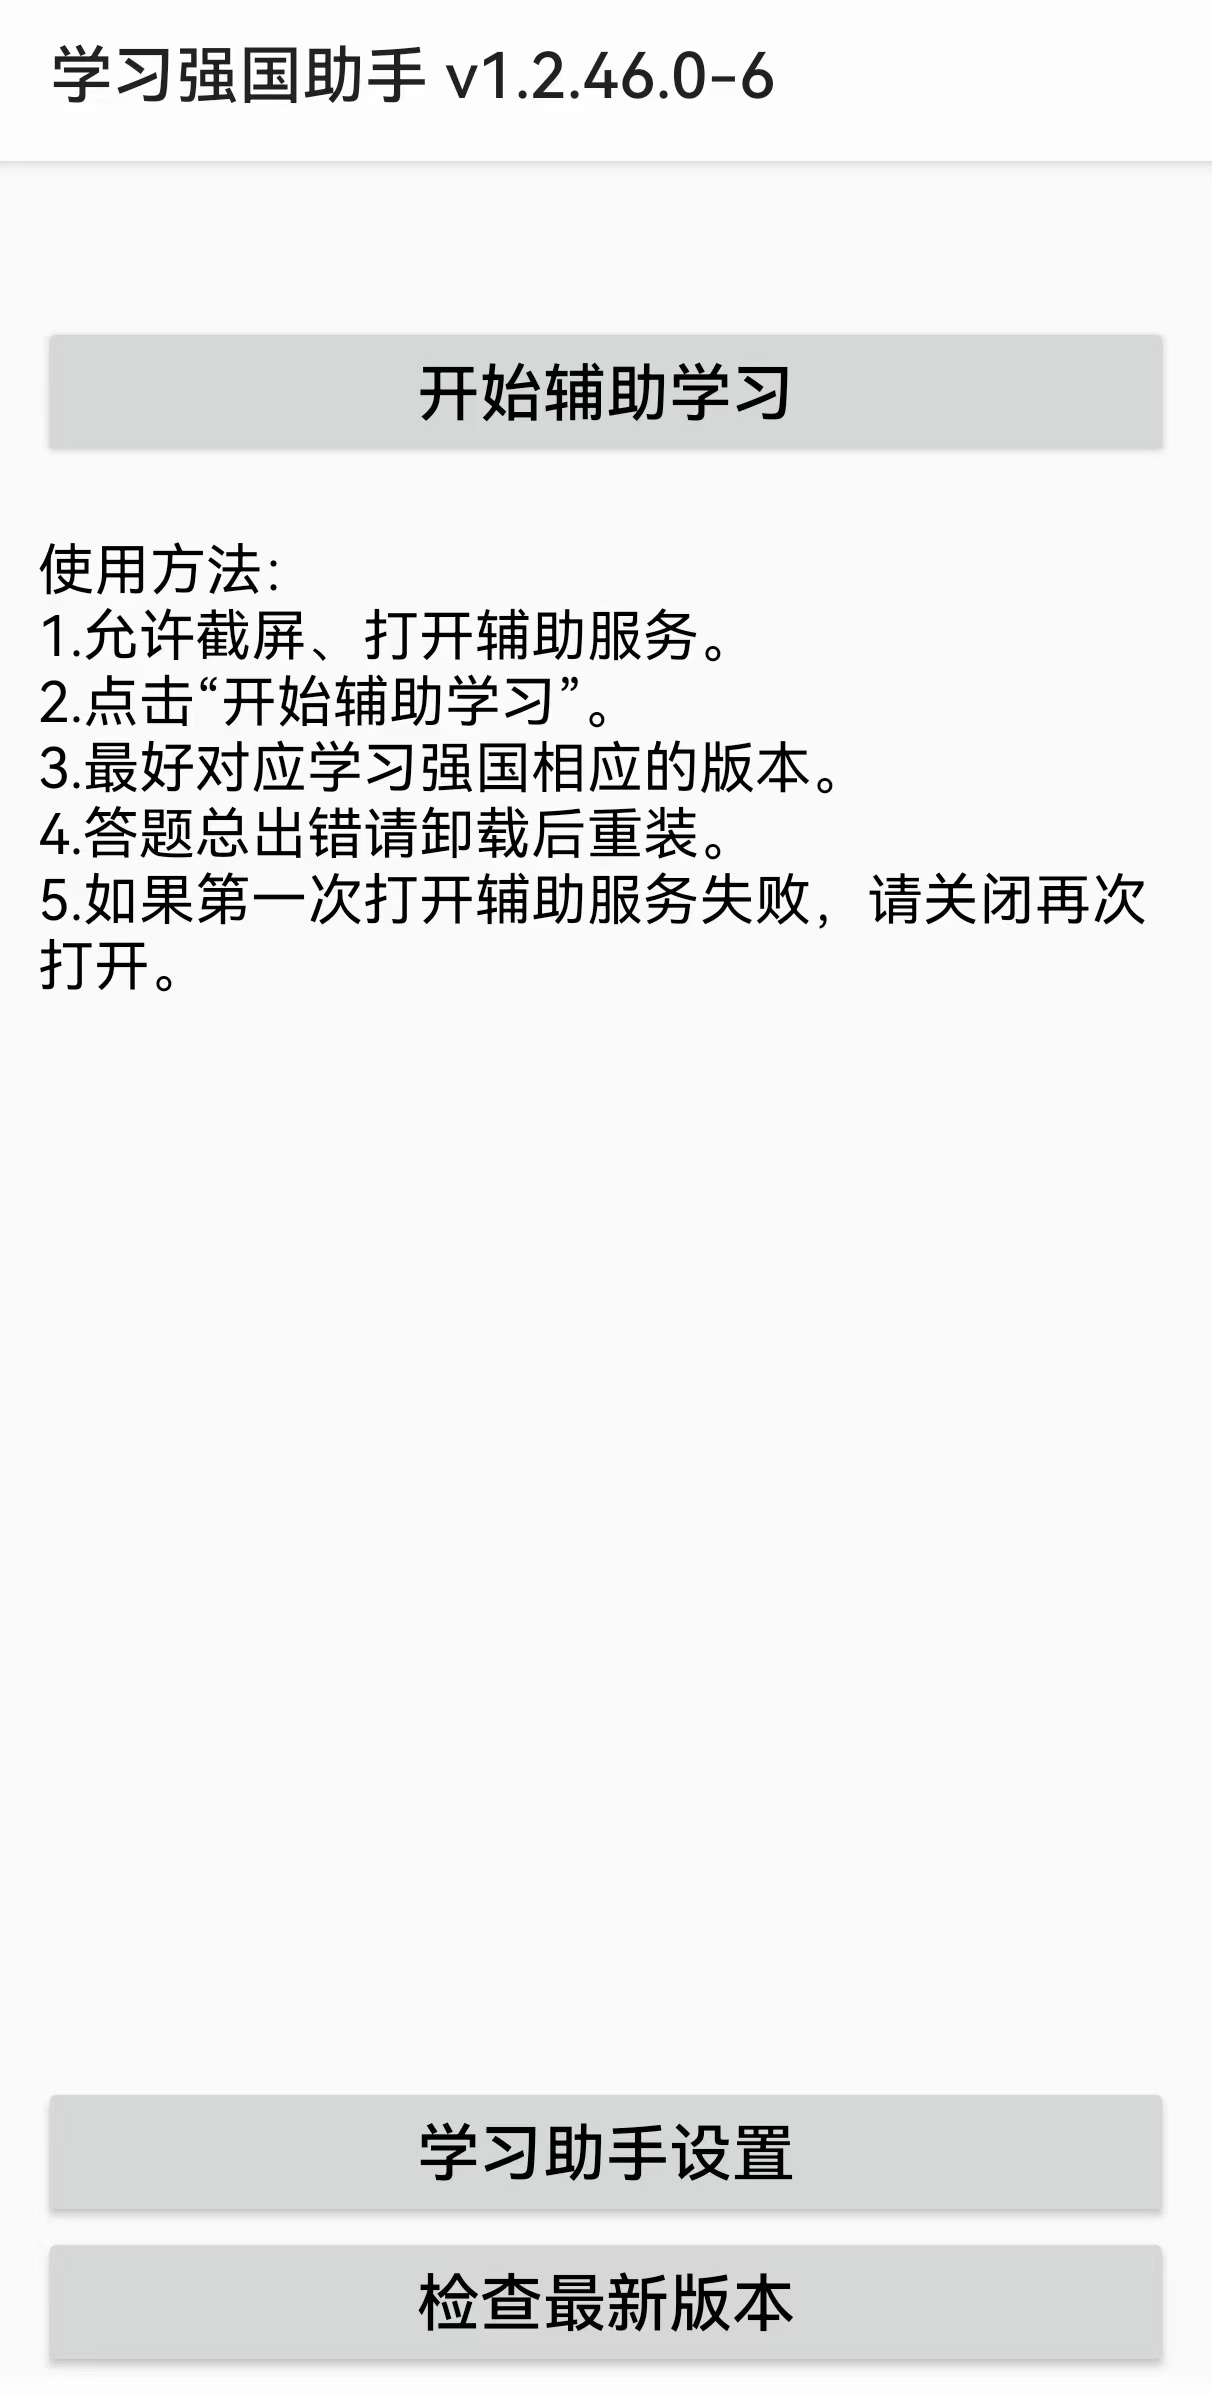 学习强国助手 v1.2.46.0-6
开始辅助学习
使用方法：
1.允许截屏、打开辅助服务。
2.点击“开始辅助学习”。
3.最好对应学习强国相应的版本。
4.答题总出错请卸载后重装。
5.如果第一次打开辅助服务失败，请关闭再次
打开。
学习助手设置
检查最新版本